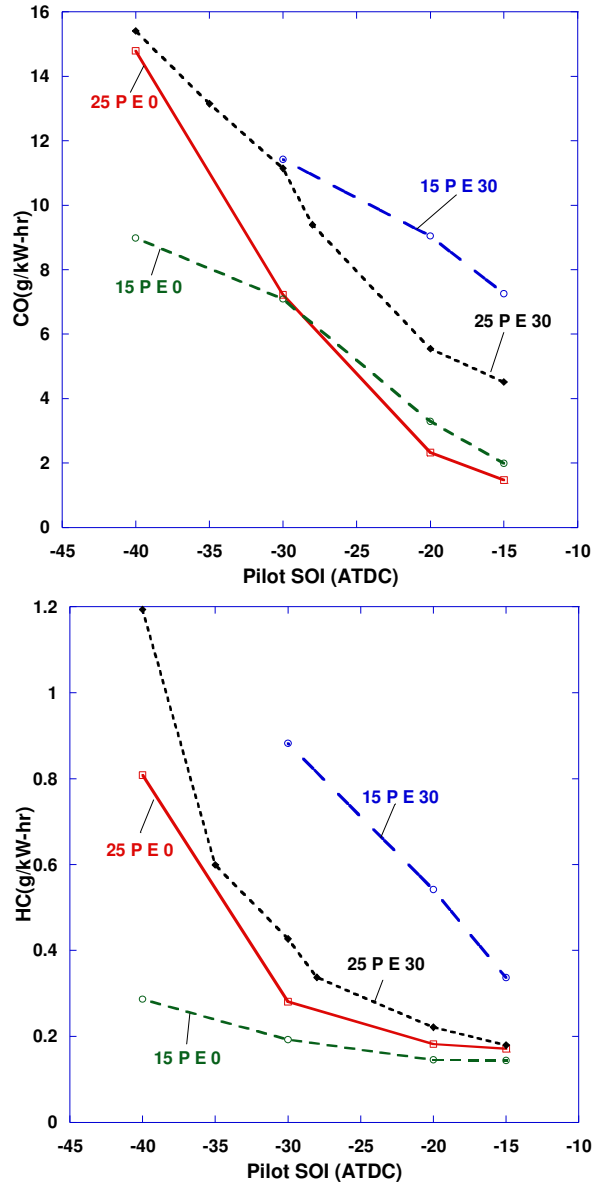 16
14
12
10
8
6
4
2
0
CO(g/kW-hr)
25 P E 0
15 P E 30
15 P E 0
25 P E 30
-45 -40 -35 -30 -25 -20 -15 -10
Pilot SOI (ATDC)
1.2
1
0.8
0.6
0.4
0.2
0
HC(g/kW-hr)
15 P E 30
25 P E 0
25 P E 30
15 P E 0
-45 -40 -35 -30 -25 -20 -15 -10
Pilot SOI (ATDC)